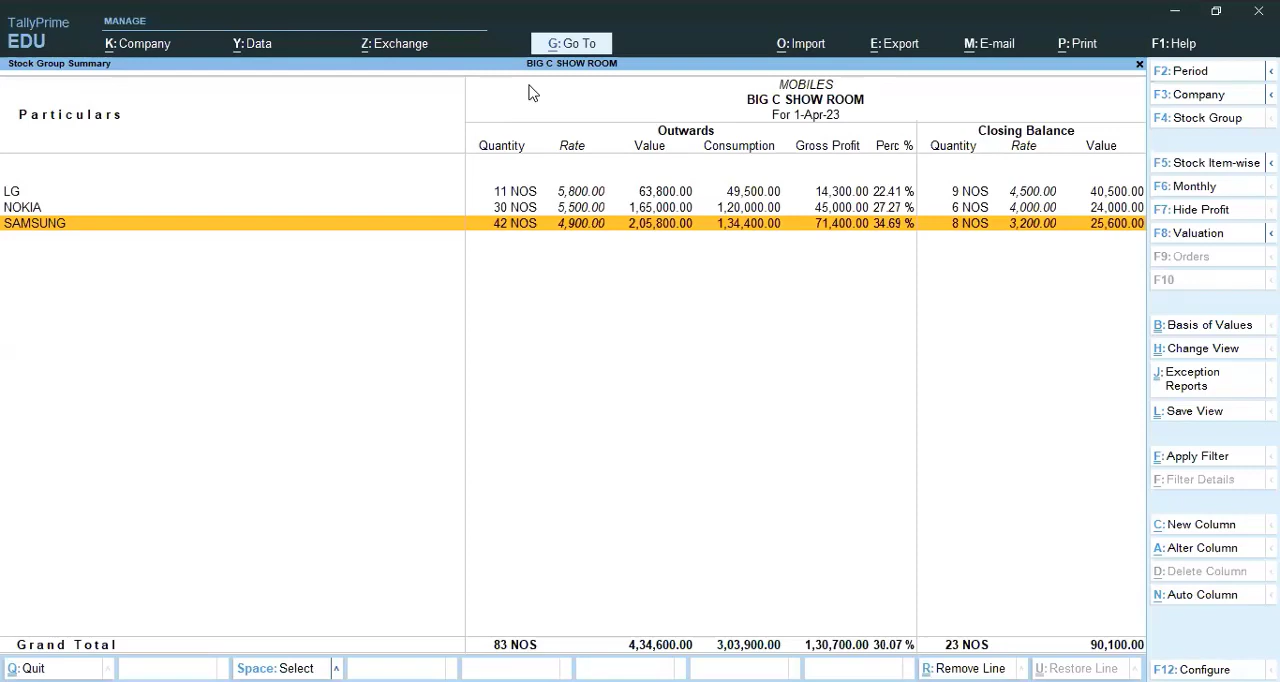 TallyPrime
EDU
MANAGE
K: Company
Y: Data
Z: Exchange
G: Go To
O: Import
E: Export
M: E-mail
P: Print
F1: Help
Stock Group Summary
BIG C SHOW ROOM
Particulars
MOBILES
BIG C SHOW ROOM
For 1-Apr-23
Outwards
Closing Balance
Quantity Rate Value Consumption Gross Profit Perc % Quantity Rate Value
LG 11 NOS 5,800.00 63,800.00 49,500.00 14,300.00 22.41 % 9 NOS 4,500.00 40,500.00
NOKIA 30 NOS 5,500.00 1,65,000.00 1,20,000.00 45,000.00 27.27 % 6 NOS 4,000.00 24,000.00
SAMSUNG 42 NOS 4,900.00 2,05,800.00 1,34,400.00 71,400.00 34.69 % 8 NOS 3,200.00 25,600.00
Grand Total 83 NOS 4,34,600.00 3,03,900.00 1,30,700.00 30.07 % 23 NOS 90,100.00
F2: Period
F3: Company
F4: Stock Group
F5: Stock Item-wise
F6: Monthly
F7: Hide Profit
F8: Valuation
F9: Orders
F10
B: Basis of Values
H: Change View
J: Exception
Reports
L: Save View
F: Apply Filter
F: Filter Details
C: New Column
A: Alter Column
D: Delete Column
N: Auto Column
Q: Quit
Space: Select
R: Remove Line
U: Restore Line
F12: Configure